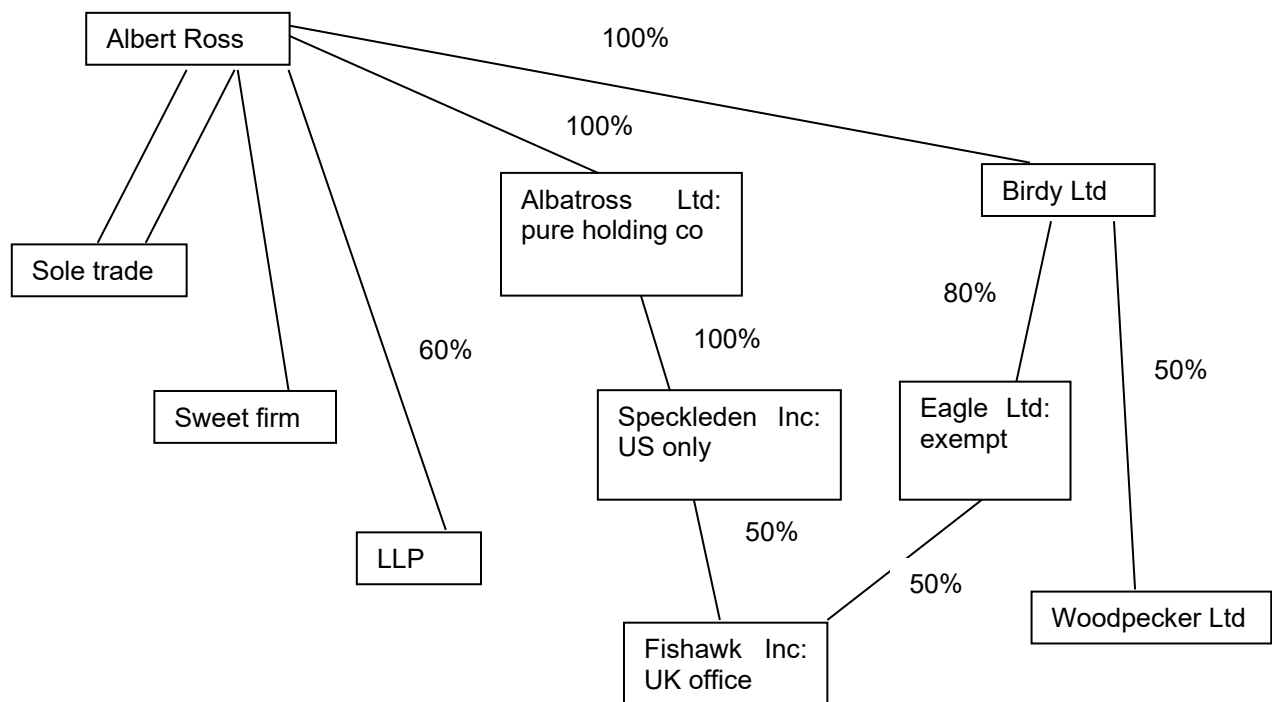 Albert Ross
100%
100%
Albatross Ltd:
pure holding co
Birdy Ltd
Sole trade
80%
100%
60%
50%
Sweet firm
Speckleden Inc:
US only
Eagle Ltd:
exempt
50%
50%
LLP
Fishawk Inc:
UK office
Woodpecker Ltd